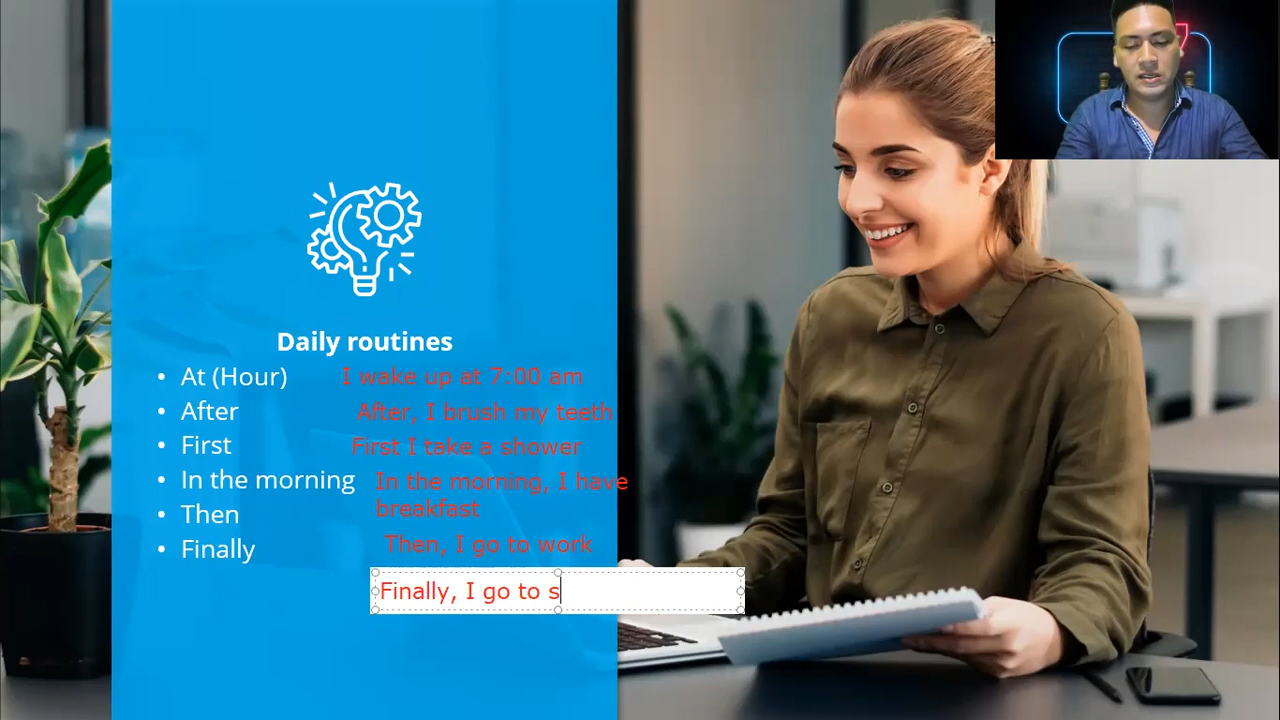 Daily routines
• At (Hour) I wake up at 7:00 am
• After After, I brush my teeth
• First First I take a shower
• In the morning In the morning, I have
breakfast
• Then Then, I go to work
• Finally
Finally, I go to s